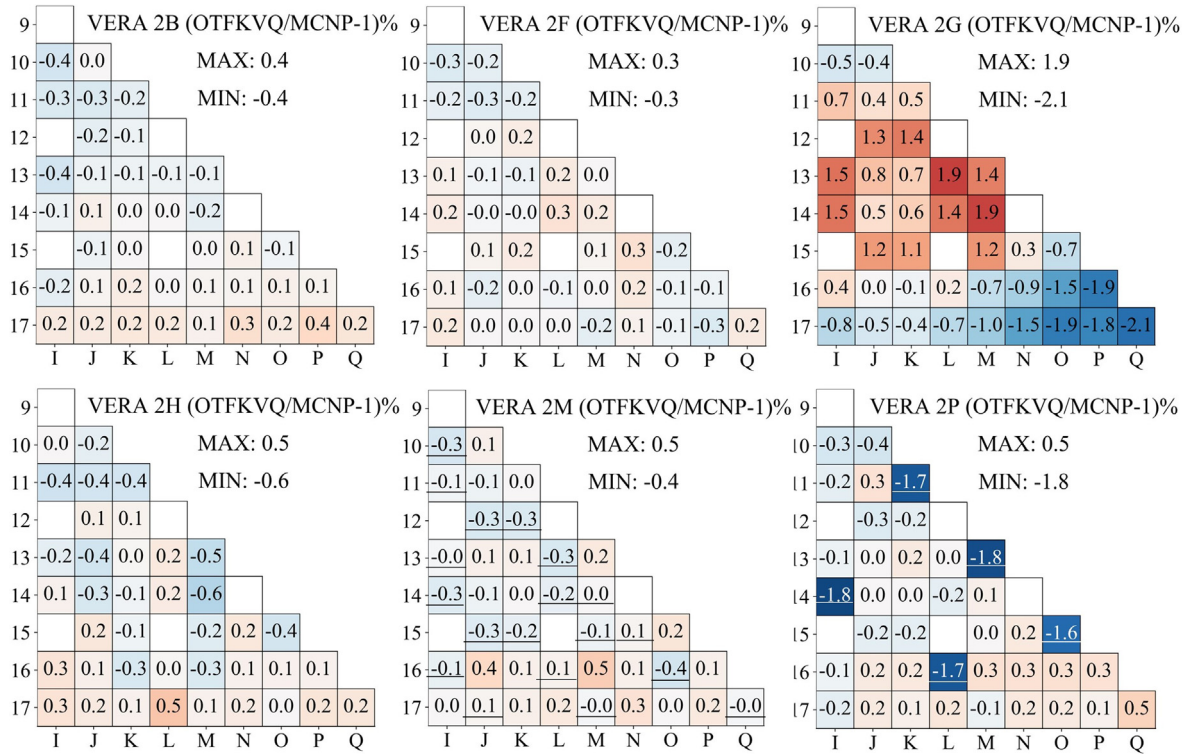 9 VERA 2B (OTFKVQ/MCNP-1)%
10 -0.4 0.0 MAX: 0.4
11 -0.3 -0.3 -0.2 MIN: -0.4
12 -0.2 -0.1
13 -0.4 -0.1 -0.1 -0.1 -0.1
14 -0.1 0.1 0.0 0.0 -0.2
15 -0.1 0.0 0.0 0.1 -0.1
16 -0.2 0.1 0.2 0.0 0.1 0.1 0.1 0.1
17 0.2 0.2 0.2 0.2 0.1 0.3 0.2 0.4 0.2
I J K L M N O P Q
9 VERA 2F (OTFKVQ/MCNP-1)%
10 -0.3 -0.2 MAX: 0.3
11 -0.2 -0.3 -0.2 MIN: -0.3
12 0.0 0.2
13 0.1 -0.1 -0.1 0.2 0.0
14 0.2 -0.0 -0.0 0.3 0.2
15 0.1 0.2 0.1 0.3 -0.2
16 0.1 -0.2 0.0 -0.1 0.0 0.2 -0.1 -0.1
17 0.2 0.0 0.0 0.0 -0.2 0.1 -0.1 -0.3 0.2
I J K L M N O P Q
9 VERA 2G (OTFKVQ/MCNP-1)%
10 -0.5 -0.4 MAX: 1.9
11 0.7 0.4 0.5 MIN: -2.1
12 1.3 1.4
13 1.5 0.8 0.7 1.9 1.4
14 1.5 0.5 0.6 1.4 1.9
15 1.2 1.1 1.2 0.3 -0.7
16 0.4 0.0 -0.1 0.2 -0.7 -0.9 -1.5 -1.9
17 -0.8 -0.5 -0.4 -0.7 -1.0 -1.5 -1.9 -1.8 -2.1
I J K L M N O P Q
9 VERA 2H (OTFKVQ/MCNP-1)%
10 0.0 -0.2 MAX: 0.5
11 -0.4 -0.4 -0.4 MIN: -0.6
12 0.1 0.1
13 -0.2 -0.4 0.0 0.2 -0.5
14 0.1 -0.3 -0.1 0.2 -0.6
15 0.2 -0.1 -0.2 0.2 -0.4
16 0.3 0.1 -0.3 0.0 -0.3 0.1 0.1 0.1
17 0.3 0.2 0.1 0.5 0.1 0.2 0.0 0.2 0.2
I J K L M N O P Q
9 VERA 2M (OTFKVQ/MCNP-1)%
10 -0.3 0.1 MAX: 0.5
11 -0.1 -0.1 0.0 MIN: -0.4
12 -0.3 -0.3
13 -0.0 0.1 0.1 -0.3 0.2
14 -0.3 -0.1 0.0 -0.2 0.0
15 -0.3 -0.2 -0.1 0.1 0.2
16 -0.1 0.4 0.1 0.1 0.5 0.1 -0.4 0.1
17 0.0 0.1 0.1 0.2 -0.0 0.3 0.0 0.2 -0.0
I J K L M N O P Q
9 VERA 2P (OTFKVQ/MCNP-1)%
10 -0.3 -0.4 MAX: 0.5
11 -0.2 0.3 -1.7 MIN: -1.8
12 -0.3 -0.2
13 -0.1 0.0 0.2 0.0 -1.8
14 -1.8 0.0 0.0 -0.2 0.1
15 -0.2 -0.2 0.0 0.2 -1.6
16 -0.1 0.2 0.2 -1.7 0.3 0.3 0.3 0.3
17 -0.2 0.2 0.1 0.2 -0.1 0.2 0.2 0.1 0.5
I J K L M N O P Q